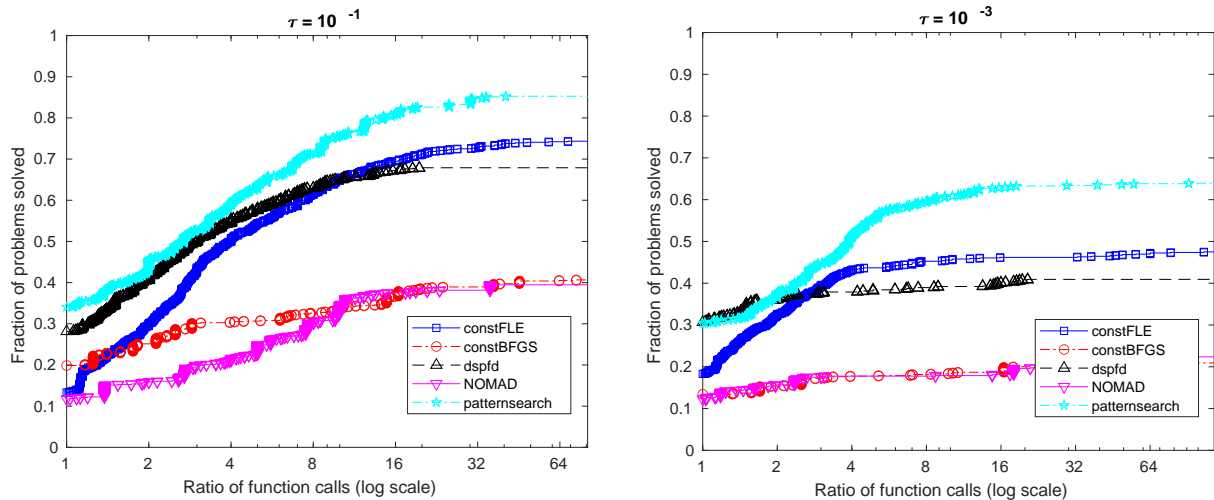 τ = 10 -1
Fraction of problems solved
1
0.9
0.8
0.7
0.6
0.5
0.4
0.3
0.2
0.1
0
1 2 4 8 16 32 64
Ratio of function calls (log scale)
constFLE
constBFGS
dspfd
NOMAD
patternsearch
τ = 10 -3
Fraction of problems solved
1
0.9
0.8
0.7
0.6
0.5
0.4
0.3
0.2
0.1
0
1 2 4 8 16 32 64
Ratio of function calls (log scale)
constFLE
constBFGS
dspfd
NOMAD
patternsearch